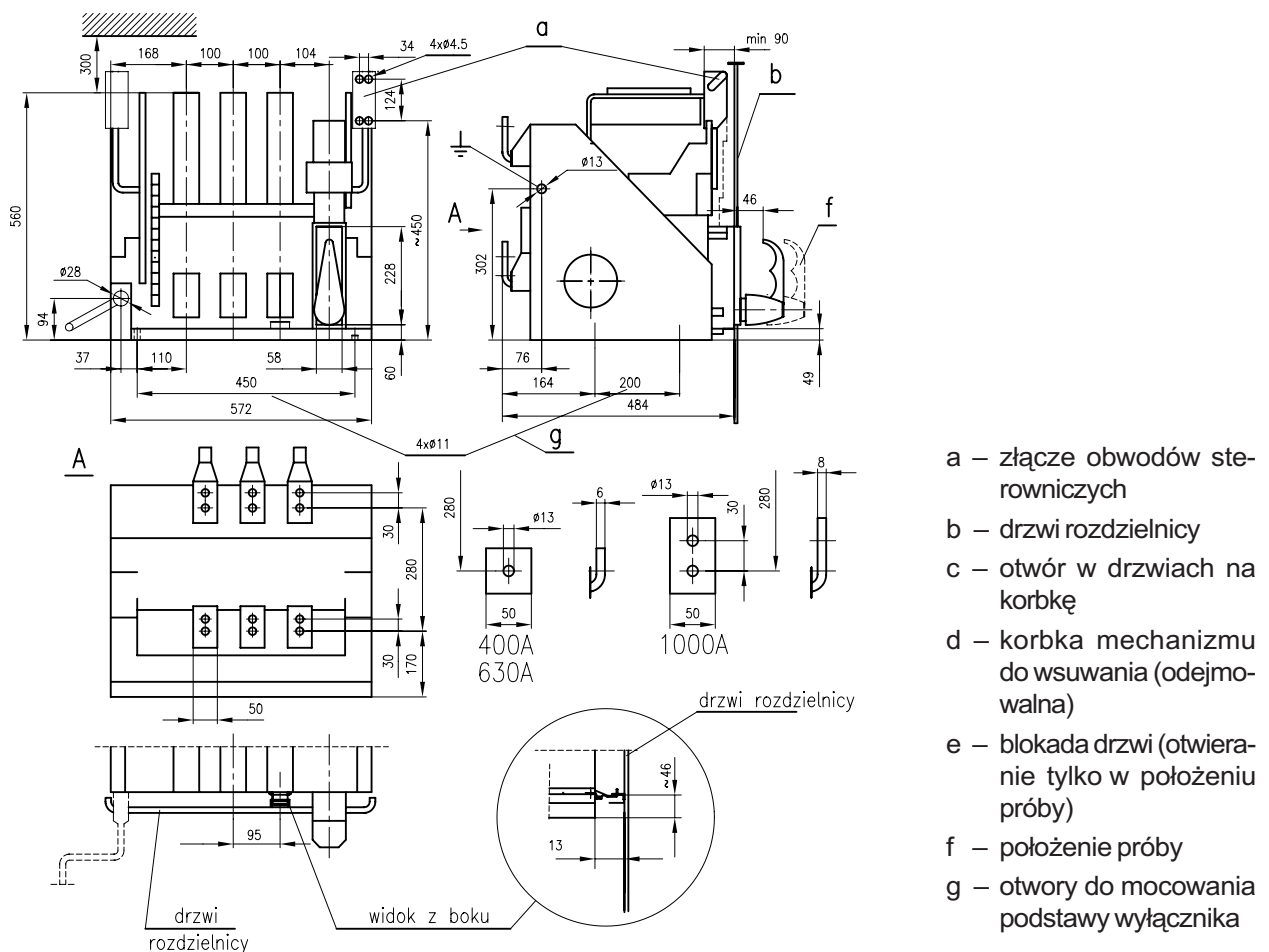 168
100
100
104
34
4xø4.5
a
min 90
b
300
124
560
ø13
A
46
f
~450
302
228
ø28
94
37
110
58
60
76
164
200
49
450
484
572
4xø11
g
A
30
280
30
170
50
280
ø13
6
50
400A
630A
ø13
30
280
8
50
1000A
drzwi rozdzielnicy
~46
13
95
drzwi
rozdzielnicy
widok z boku
a – złącze obwodów ste-
rowniczych
b – drzwi rozdzielnicy
c – otwór w drzwiach na
korbkę
d – korbka mechanizmu
do wsuwania (odejmo-
walna)
e – blokada drzwi (otwiera-
nie tylko w położeniu
próby)
f – położenie próby
g – otwory do mocowania
podstawy wyłącznika